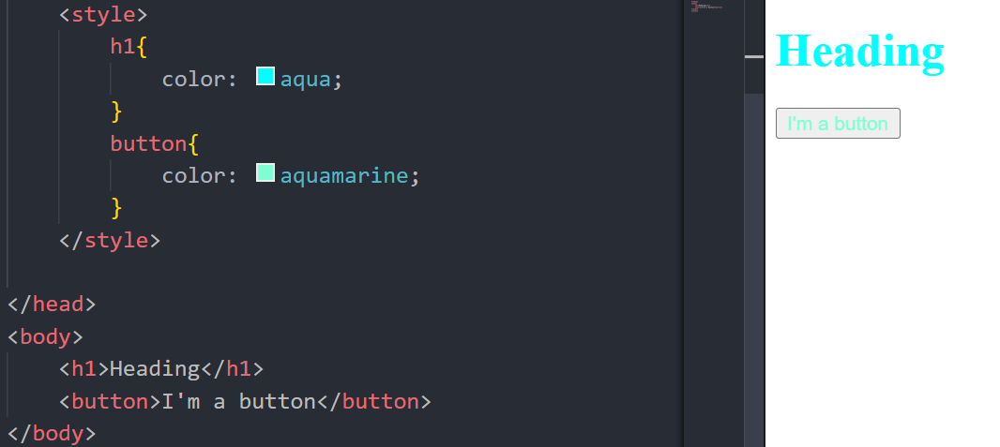 <style>
h1{
color: aqua;
}
button{
color: aquamarine;
}
</style>
</head>
<body>
<h1>Heading</h1>
<button>I'm a button</button>
</body>
Heading
I'm a button